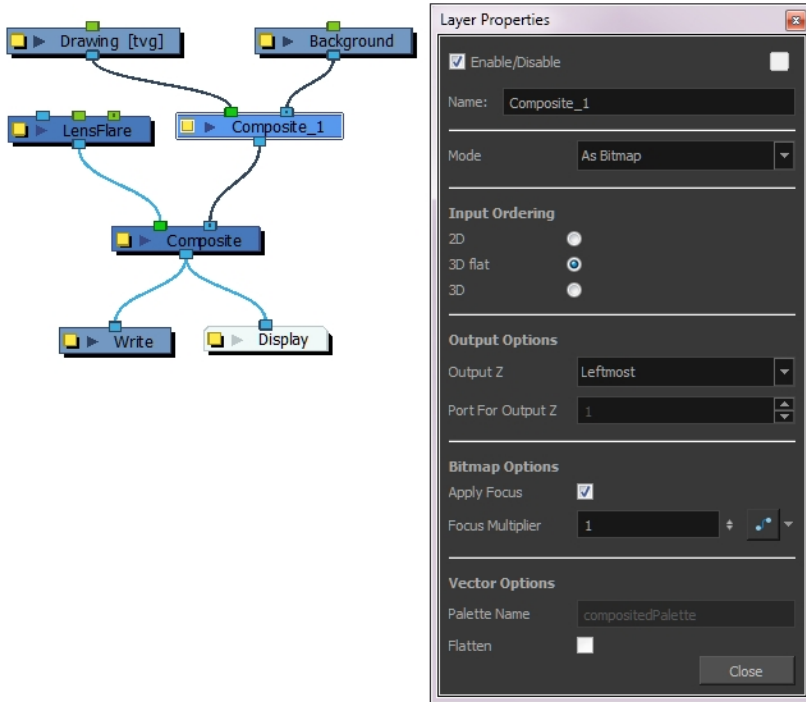 Drawing [tvg]
Background
LensFlare
Composite_1
Composite
Write
Display
Layer Properties
Enable/Disable
Name: Composite_1
Mode As Bitmap
Input Ordering
2D
3D flat
3D
Output Options
Output Z Leftmost
Port For Output Z 1
Bitmap Options
Apply Focus
Focus Multiplier 1
Vector Options
Palette Name compositedPalette
Flatten
Close